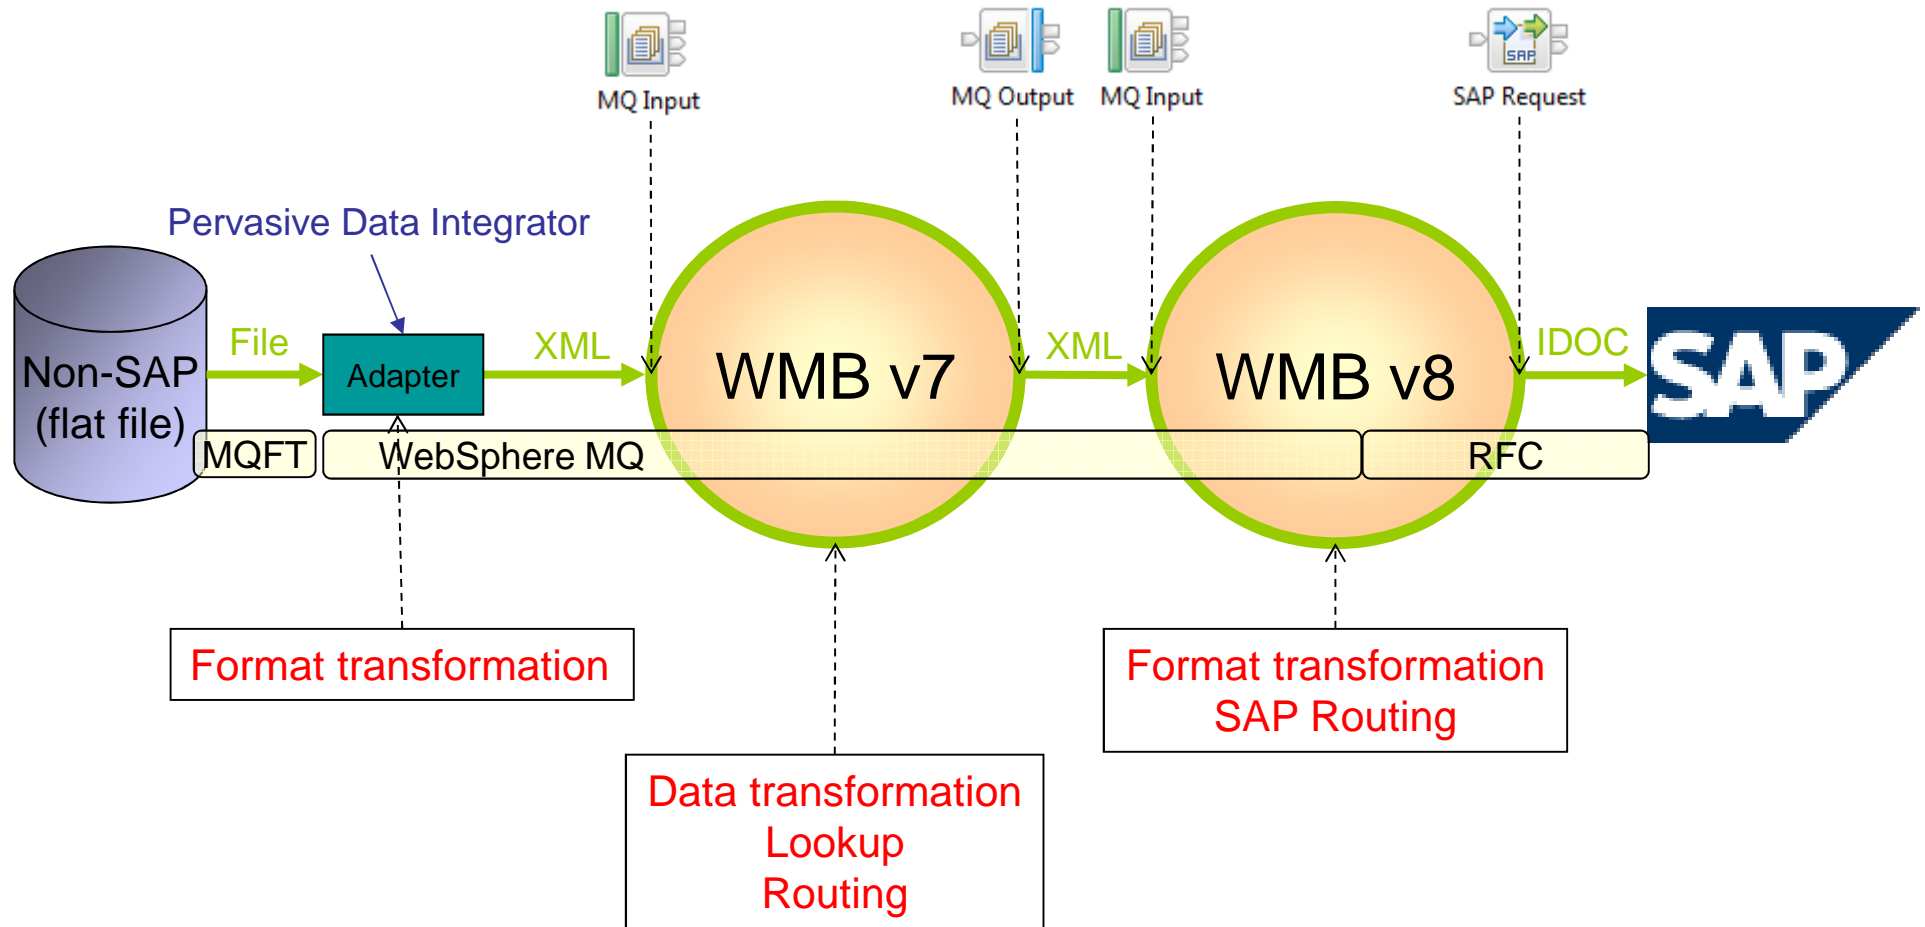 MQ Input
MQ Output
MQ Input
SAP
SAP Request
Pervasive Data Integrator
File
XML
XML
IDOC
Non-SAP
(flat file)
Adapter
WMB v7
WMB v8
SAP
MQFT
WebSphere MQ
RFC
Format transformation
Format transformation
SAP Routing
Data transformation
Lookup
Routing